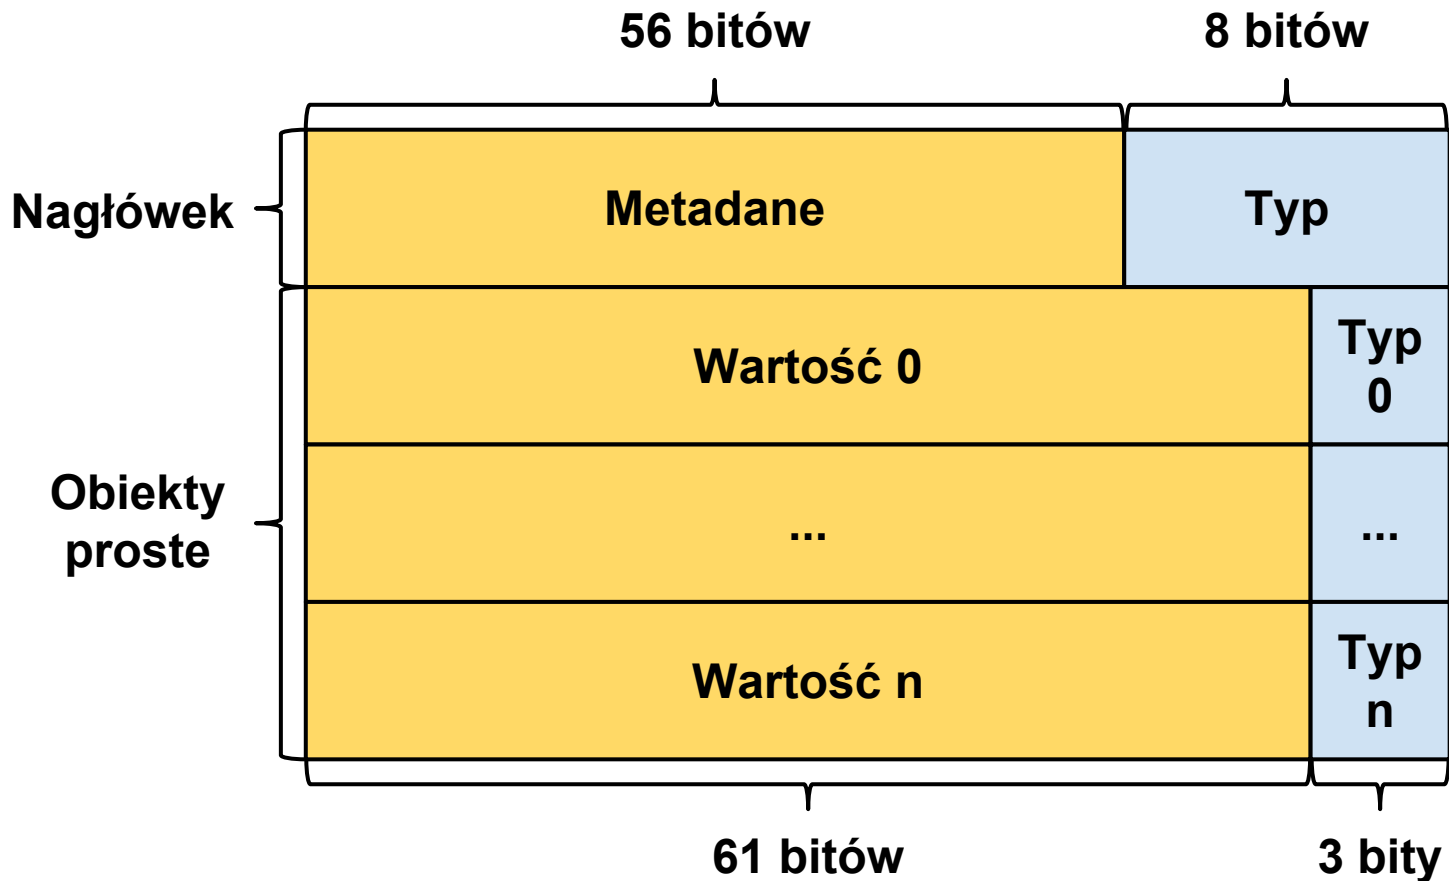 56 bitów
8 bitów
Nagłówek
Metadane
Typ
Wartość 0
Typ
0
Obiekty
proste
...
...
Wartość n
Typ
n
61 bitów
3 bity